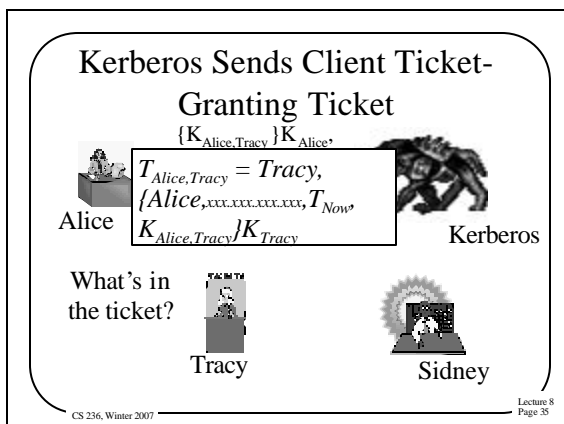 Kerberos Sends Client Ticket-
Granting Ticket
{K_Alice,Tracy}K_Alice,
T_Alice,Tracy = Tracy,
{Alice,xxx.xxx.xxx.xxx,T_Now,
K_Alice,Tracy}K_Tracy
Alice
Kerberos
What's in
the ticket?
Tracy
Sidney
CS 236, Winter 2007
Lecture 8
Page 35